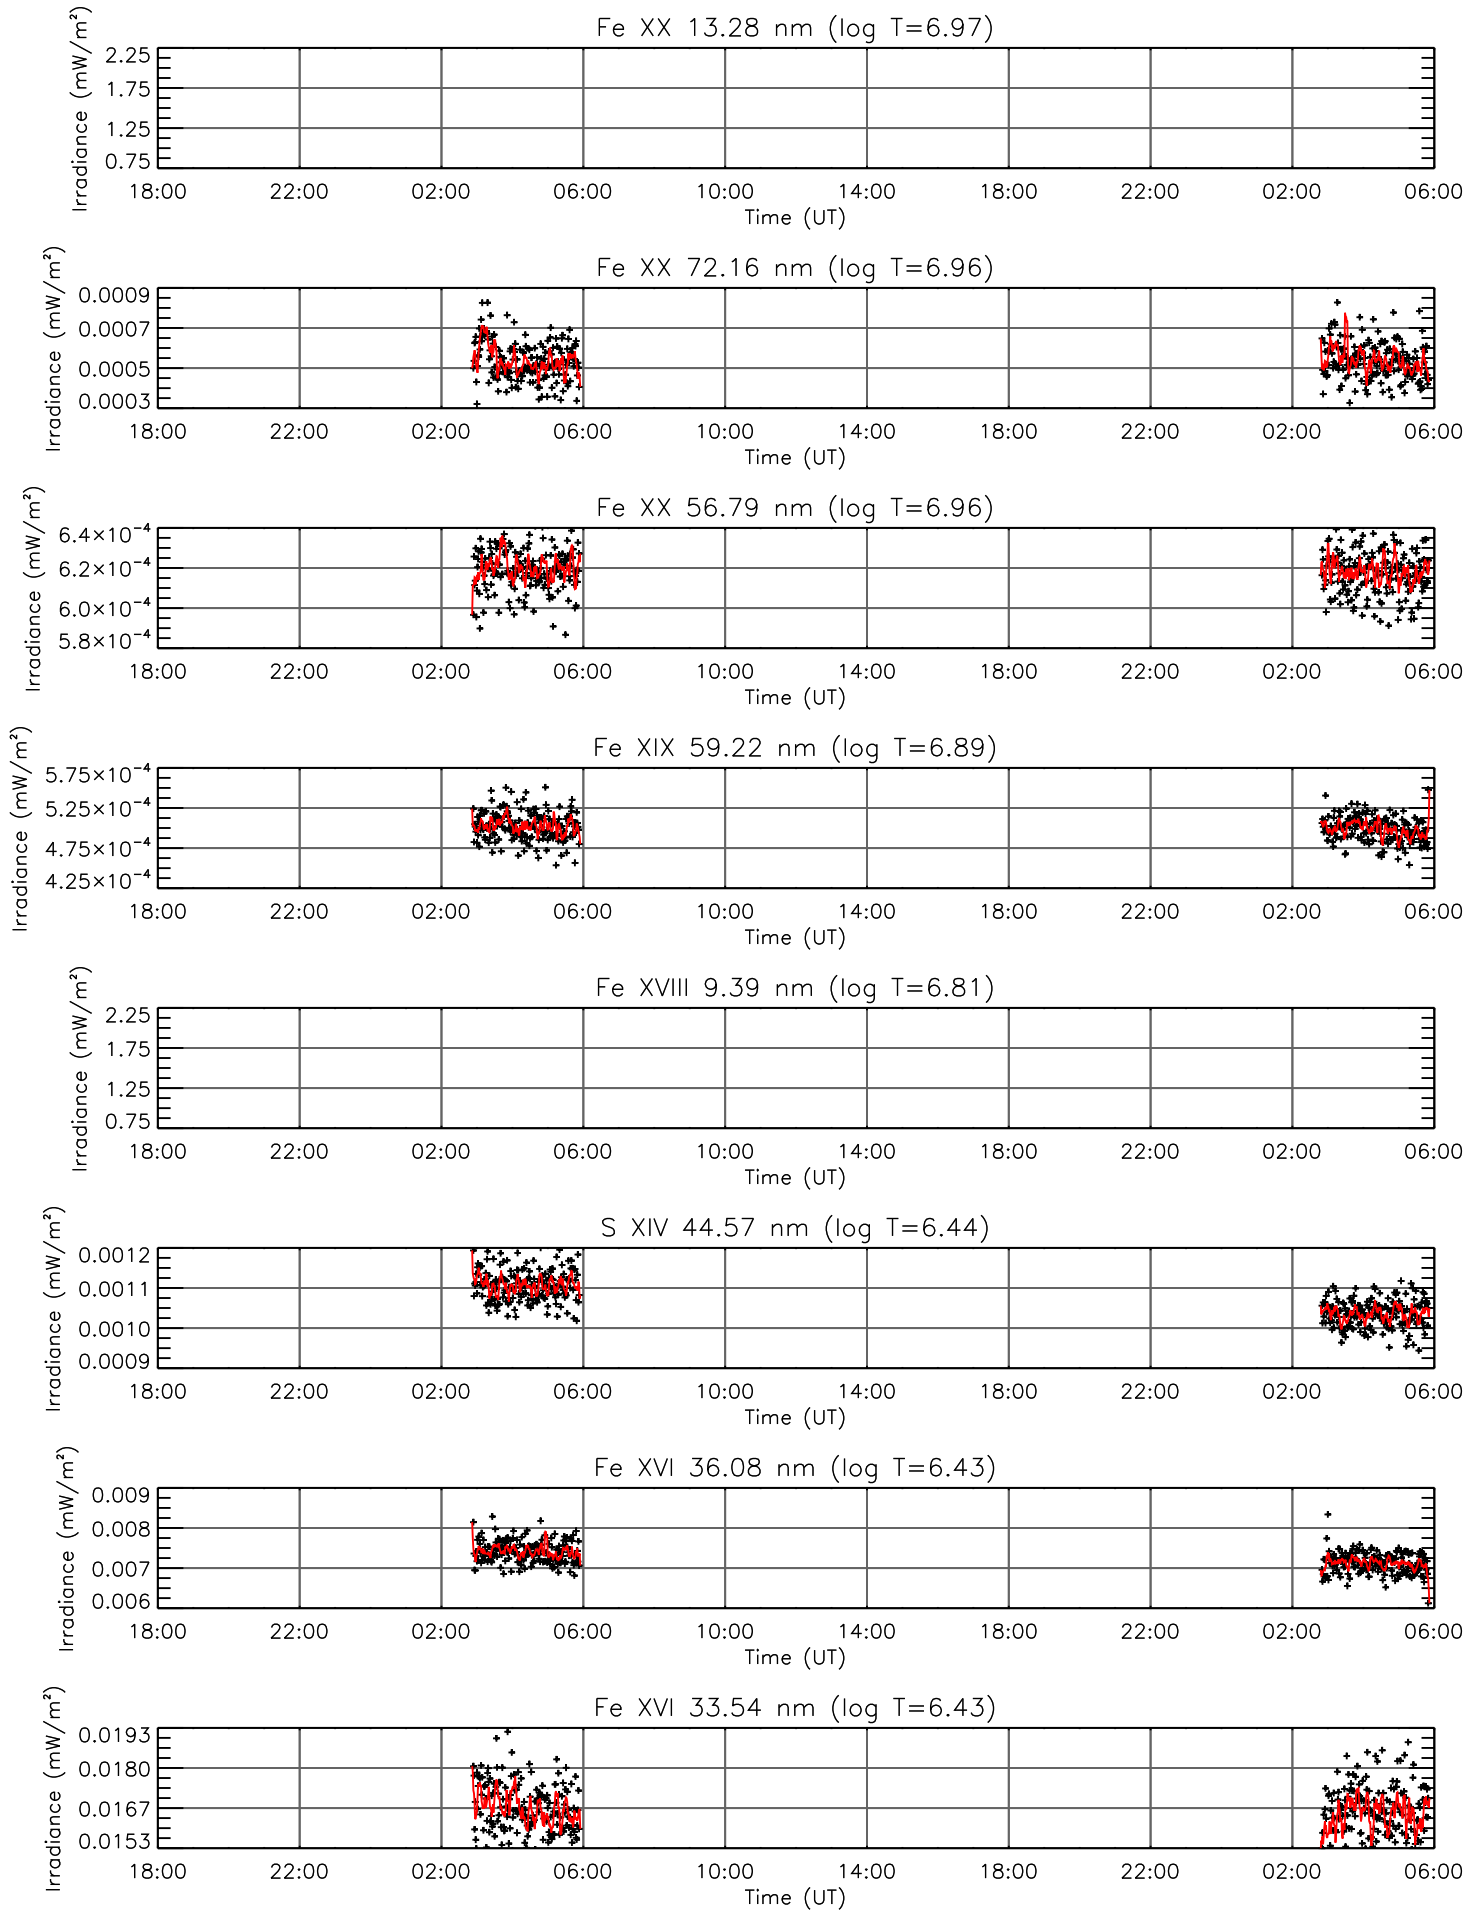 Fe XX 13.28 nm (log T=6.97)
Irradiance (mW/m²)
2.25
1.75
1.25
0.75
18:00 22:00 02:00 06:00 10:00 14:00 18:00 22:00 02:00 06:00
Time (UT)
Fe XX 72.16 nm (log T=6.96)
Irradiance (mW/m²)
0.0009
0.0007
0.0005
0.0003
18:00 22:00 02:00 06:00 10:00 14:00 18:00 22:00 02:00 06:00
Time (UT)
Fe XX 56.79 nm (log T=6.96)
Irradiance (mW/m²)
6.4×10⁻⁴
6.2×10⁻⁴
6.0×10⁻⁴
5.8×10⁻⁴
18:00 22:00 02:00 06:00 10:00 14:00 18:00 22:00 02:00 06:00
Time (UT)
Fe XIX 59.22 nm (log T=6.89)
Irradiance (mW/m²)
5.75×10⁻⁴
5.25×10⁻⁴
4.75×10⁻⁴
4.25×10⁻⁴
18:00 22:00 02:00 06:00 10:00 14:00 18:00 22:00 02:00 06:00
Time (UT)
Fe XVIII 9.39 nm (log T=6.81)
Irradiance (mW/m²)
2.25
1.75
1.25
0.75
18:00 22:00 02:00 06:00 10:00 14:00 18:00 22:00 02:00 06:00
Time (UT)
S XIV 44.57 nm (log T=6.44)
Irradiance (mW/m²)
0.0012
0.0011
0.0010
0.0009
18:00 22:00 02:00 06:00 10:00 14:00 18:00 22:00 02:00 06:00
Time (UT)
Fe XVI 36.08 nm (log T=6.43)
Irradiance (mW/m²)
0.009
0.008
0.007
0.006
18:00 22:00 02:00 06:00 10:00 14:00 18:00 22:00 02:00 06:00
Time (UT)
Fe XVI 33.54 nm (log T=6.43)
Irradiance (mW/m²)
0.0193
0.0180
0.0167
0.0153
18:00 22:00 02:00 06:00 10:00 14:00 18:00 22:00 02:00 06:00
Time (UT)